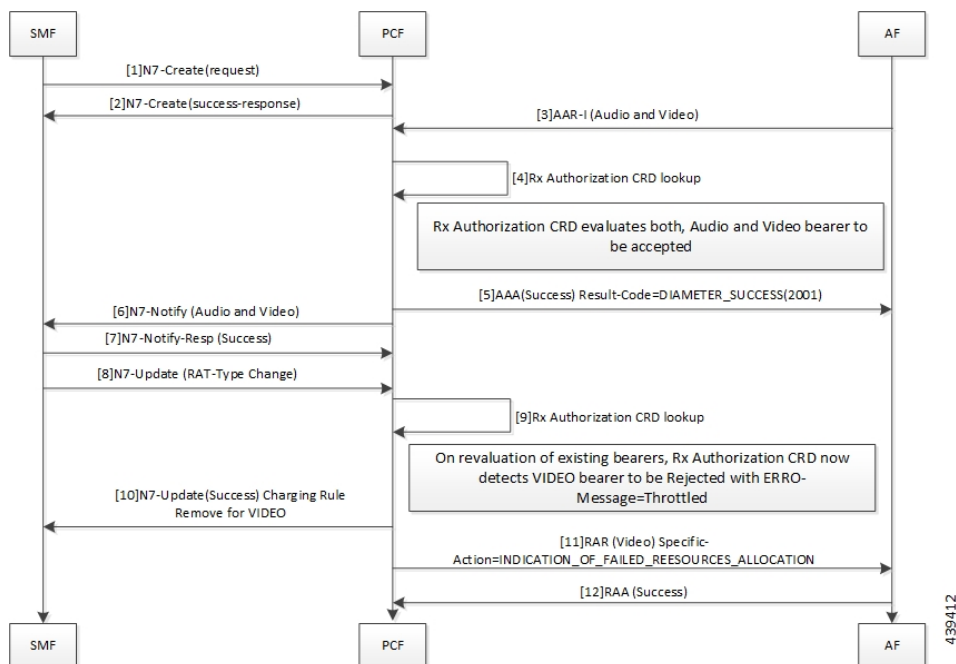 SMF
PCF
AF
[1]N7-Create(request)
[2]N7-Create(success-response)
[3]AAR-I (Audio and Video)
[4]Rx Authorization CRD lookup
Rx Authorization CRD evaluates both, Audio and Video bearer to
be accepted
[5]AAA(Success) Result-Code=DIAMETER_SUCCESS(2001)
[6]N7-Notify (Audio and Video)
[7]N7-Notify-Resp (Success)
[8]N7-Update (RAT-Type Change)
[9]Rx Authorization CRD lookup
On revaluation of existing bearers, Rx Authorization CRD now
detects VIDEO bearer to be Rejected with ERRO-
Message=Throttled
[10]N7-Update(Success) Charging Rule
Remove for VIDEO
[11]RAR (Video) Specific-
Action=INDICATION_OF_FAILED_REESOURCES_ALLOCATION
[12]RAA (Success)
SMF
PCF
AF
439412